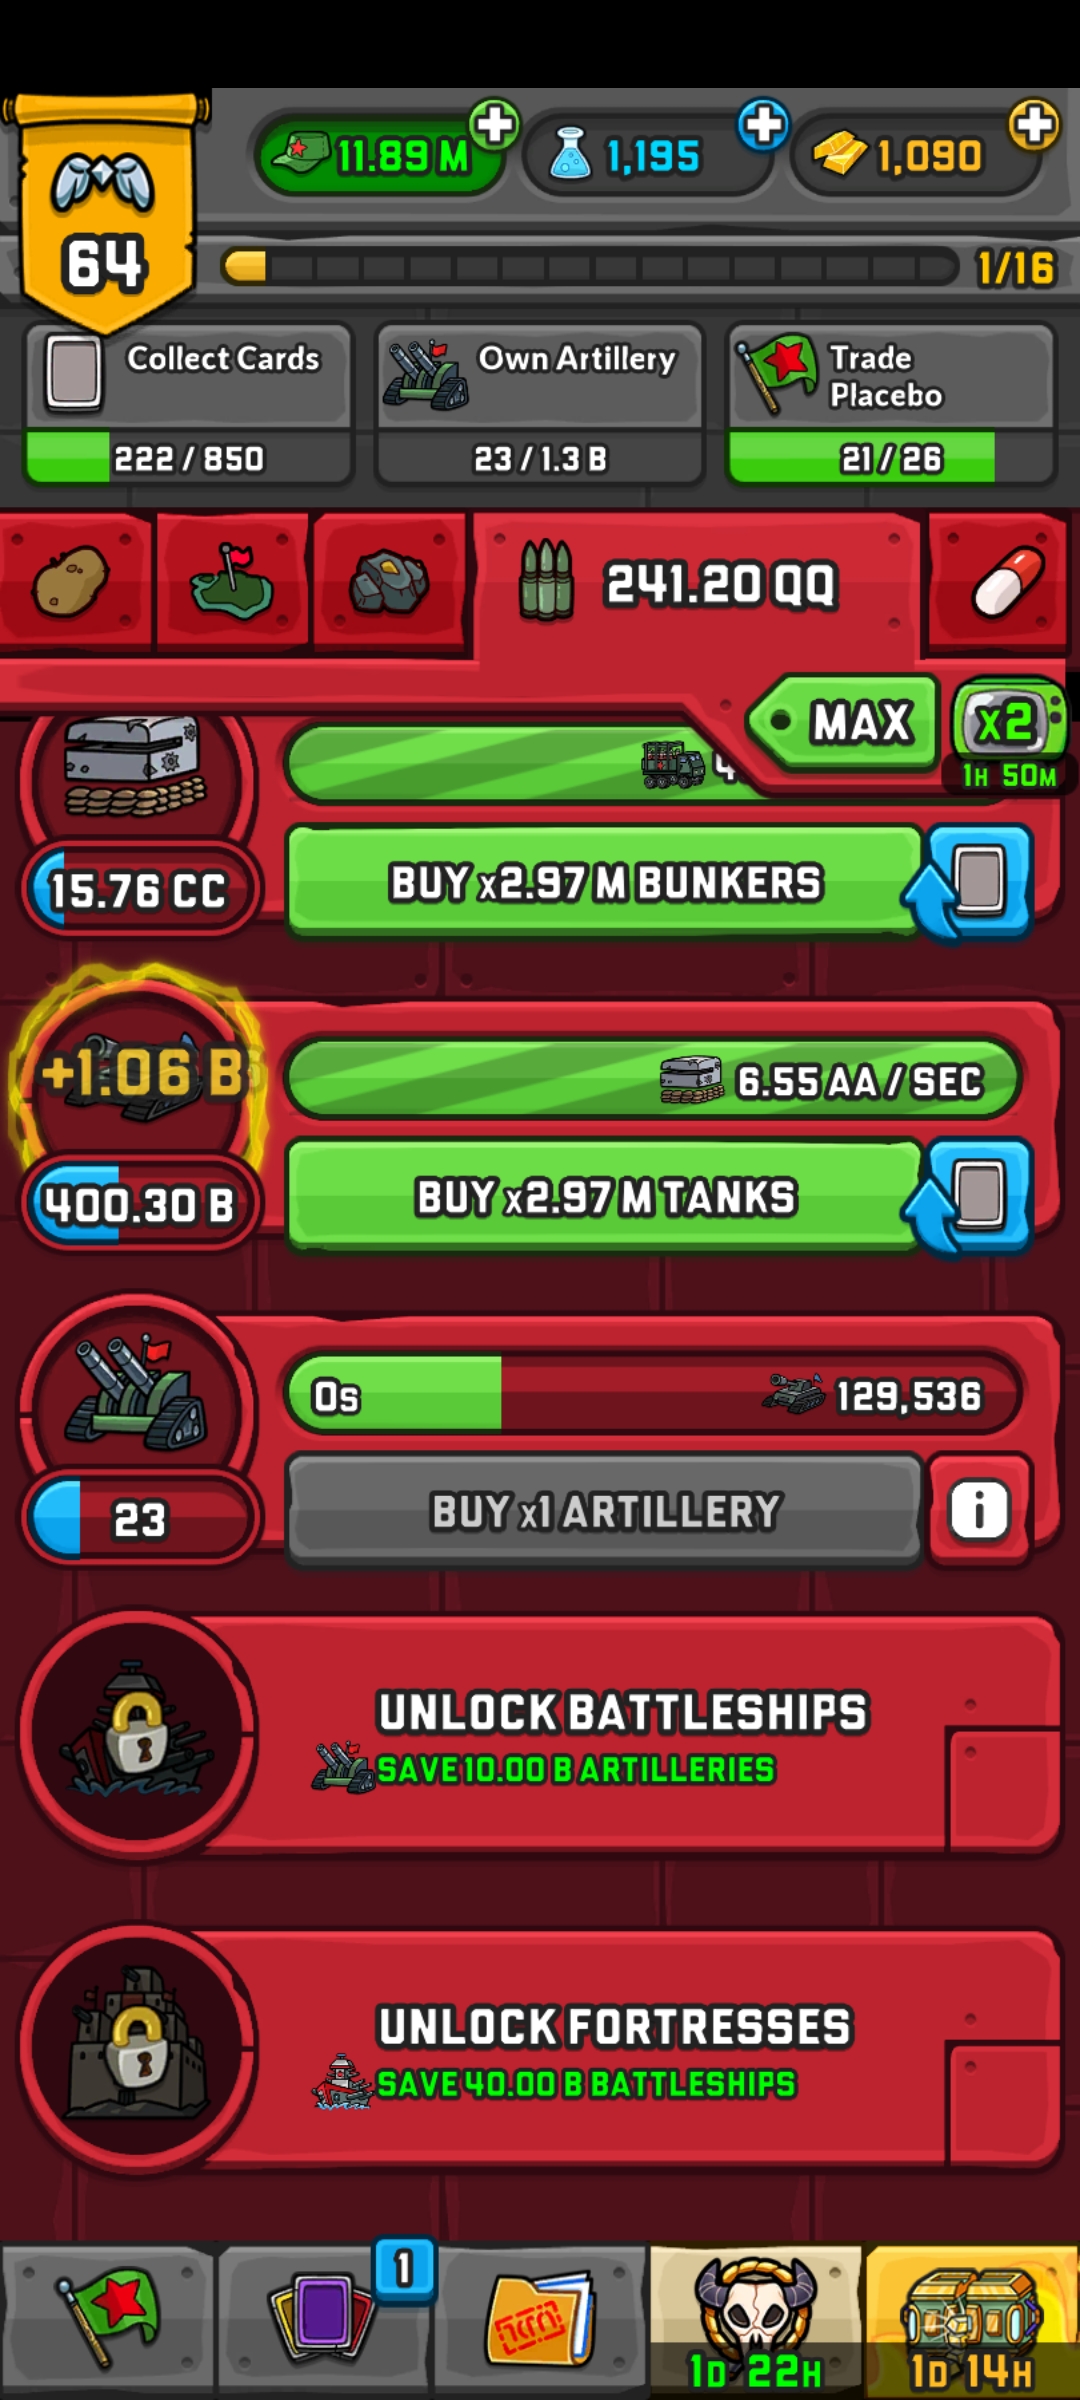 11.89 M
1,195
1,090
64
1/16
Collect Cards
222 / 850
Own Artillery
23 / 1.3 B
Trade
Placebo
21 / 26
241.20 QQ
MAX
x2
1H 50M
15.76 CC
BUY x2.97 M BUNKERS
+1.06 B
6.55 AA / SEC
400.30 B
BUY x2.97 M TANKS
0s
129,536
23
BUY x1 ARTILLERY
i
UNLOCK BATTLESHIPS
SAVE 10.00 B ARTILLERIES
UNLOCK FORTRESSES
SAVE 40.00 B BATTLESHIPS
1
1D 22H
1D 14H